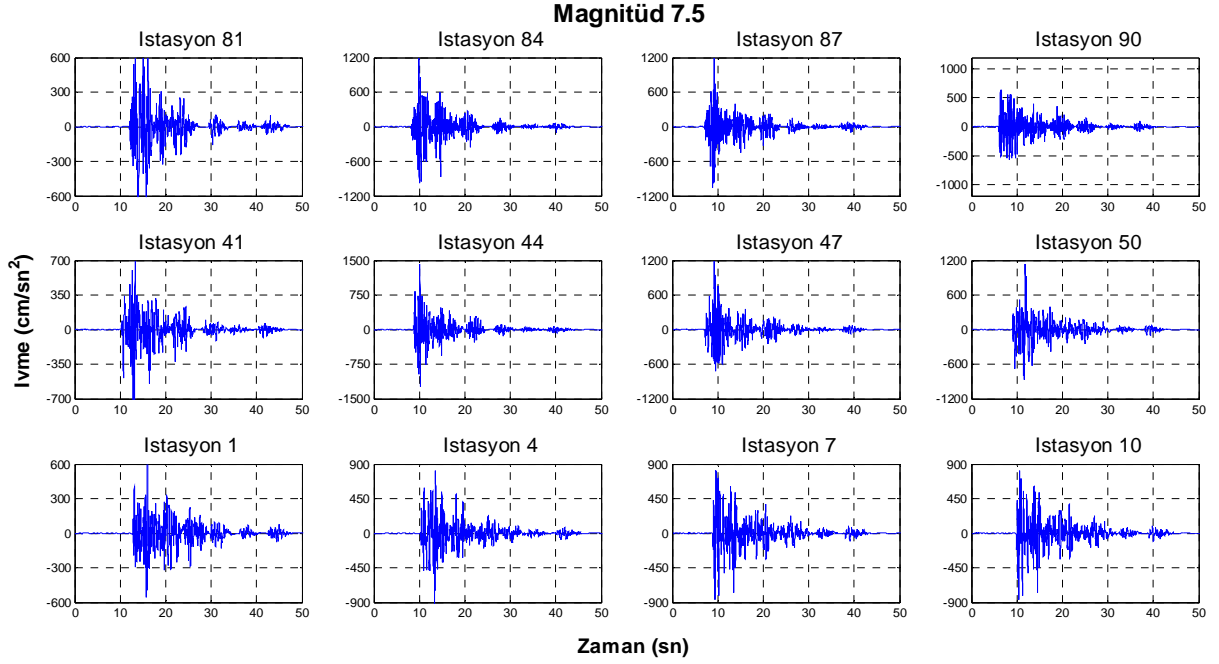 Magnitüd 7.5
Istasyon 81 Istasyon 84 Istasyon 87 Istasyon 90
600 1200 1200 1000
300 600 600 500
0 0 0 0
-300 -600 -600 -500
-600 -1200 -1200 -1000
0 10 20 30 40 50 0 10 20 30 40 50 0 10 20 30 40 50 0 10 20 30 40 50
Istasyon 41 Istasyon 44 Istasyon 47 Istasyon 50
700 1500 1200 1200
350 750 600 600
0 0 0 0
-350 -750 -600 -600
-700 -1500 -1200 -1200
0 10 20 30 40 50 0 10 20 30 40 50 0 10 20 30 40 50 0 10 20 30 40 50
Ivme (cm/sn²)
Istasyon 1 Istasyon 4 Istasyon 7 Istasyon 10
600 900 900 900
300 450 450 450
0 0 0 0
-300 -450 -450 -450
-600 -900 -900 -900
0 10 20 30 40 50 0 10 20 30 40 50 0 10 20 30 40 50 0 10 20 30 40 50
Zaman (sn)